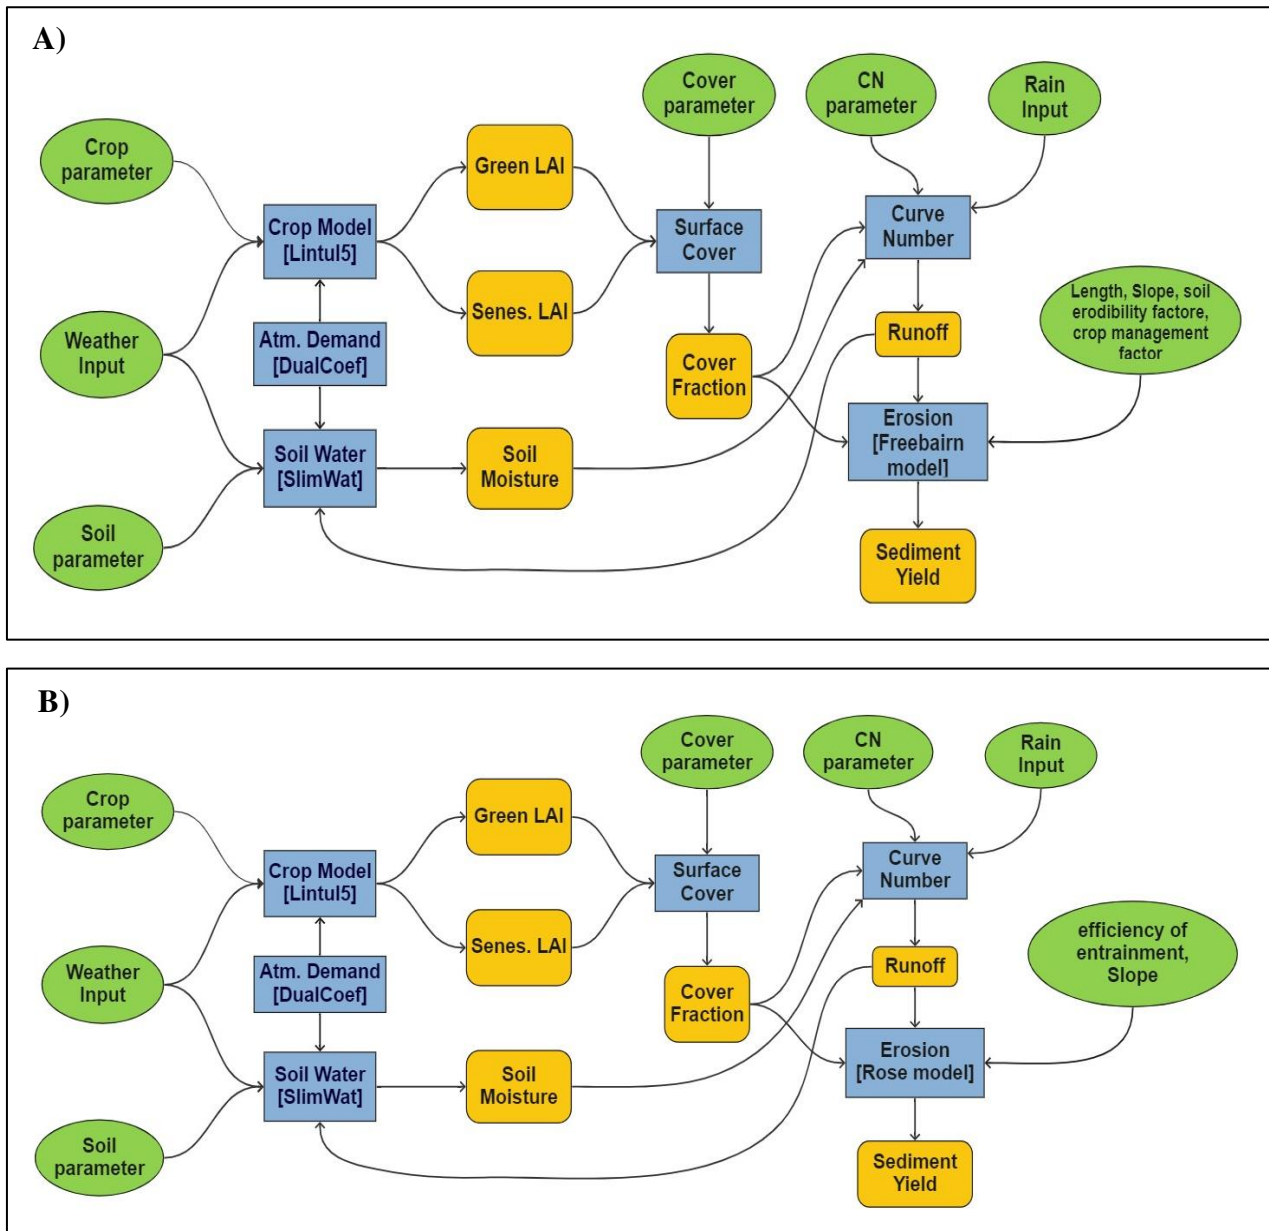 A)
Cover
parameter
CN
parameter
Rain
Input
Crop
parameter
Green LAI
Crop Model
[Lintul5]
Surface
Cover
Curve
Number
Senes. LAI
Length, Slope, soil
erodibility factore,
crop management
factor
Weather
Input
Atm. Demand
[DualCoef]
Runoff
Cover
Fraction
Erosion
[Freebairn
model]
Soil Water
[SlimWat]
Soil
Moisture
Soil
parameter
Sediment
Yield
B)
Cover
parameter
CN
parameter
Rain
Input
Crop
parameter
Green LAI
Crop Model
[Lintul5]
Surface
Cover
Curve
Number
Senes. LAI
efficiency of
entrainment,
Slope
Weather
Input
Atm. Demand
[DualCoef]
Runoff
Cover
Fraction
Erosion
[Rose model]
Soil Water
[SlimWat]
Soil
Moisture
Soil
parameter
Sediment
Yield